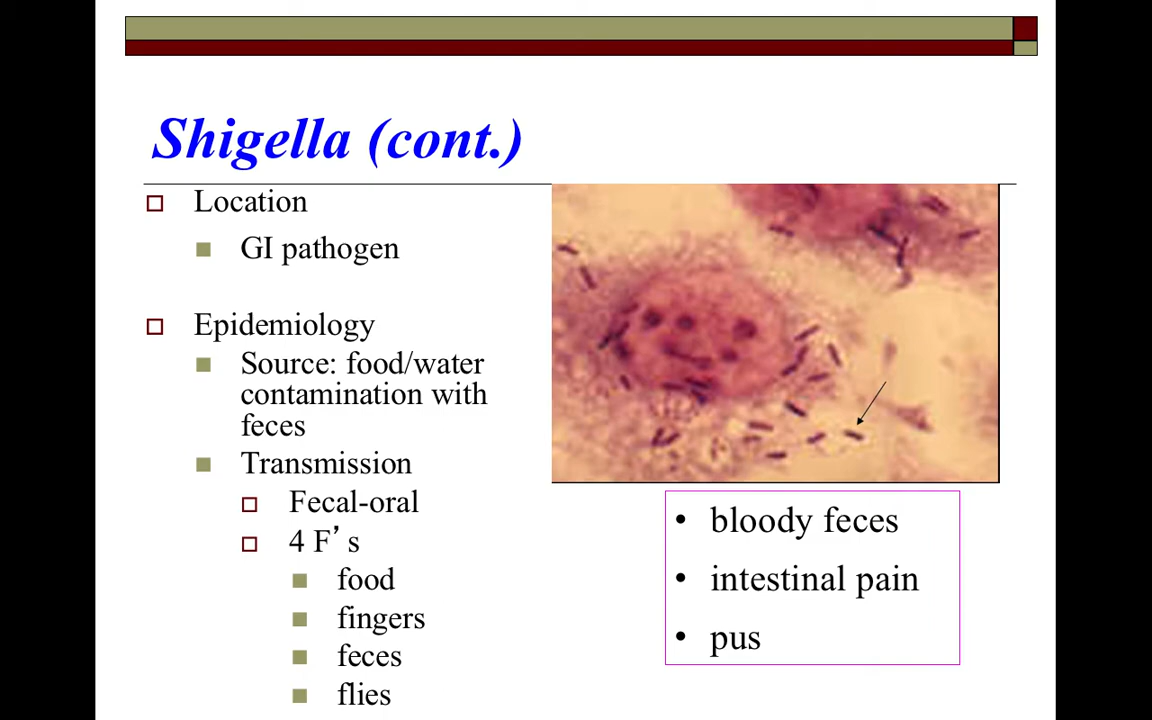 Shigella (cont.)
Location
GI pathogen
Epidemiology
Source: food/water
contamination with
feces
Transmission
Fecal-oral
4 F’s
food
fingers
feces
flies
• bloody feces
• intestinal pain
• pus